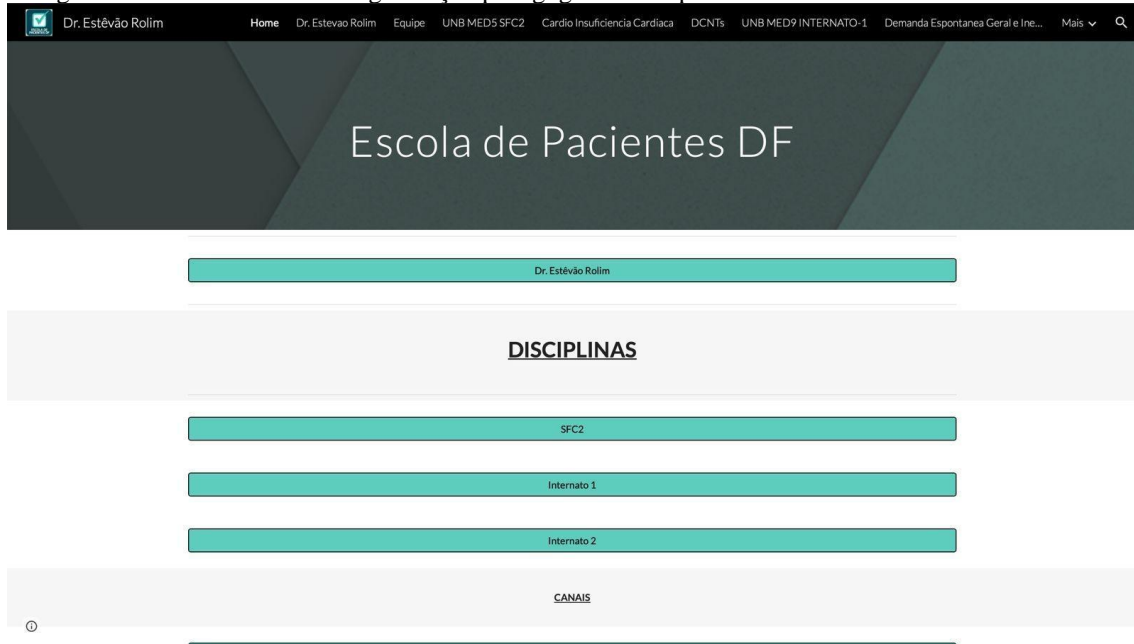 Dr. Estêvão Rolim
Home Dr. Estevao Rolim Equipe UNB MED5 SFC2 Cardio Insuficiencia Cardiaca DCNTs UNB MED9 INTERNATO-1 Demanda Espontanea Geral e Ine... Mais
Escola de Pacientes DF
Dr. Estêvão Rolim
DISCIPLINAS
SFC2
Internato 1
Internato 2
CANAIS